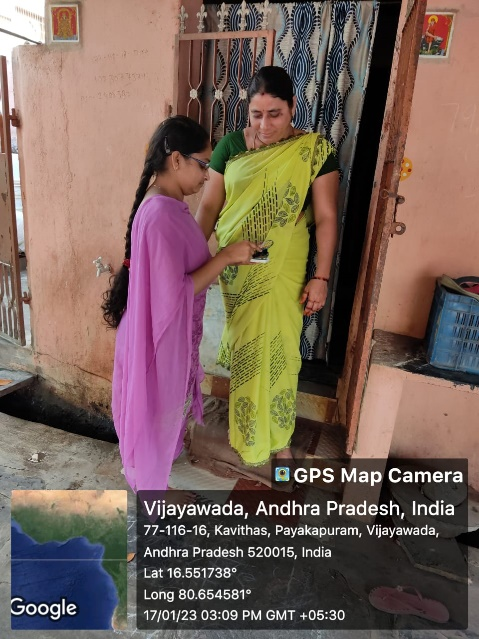 GPS Map Camera
Vijayawada, Andhra Pradesh, India
77-116-16, Kavithas, Payakapuram, Vijayawada,
Andhra Pradesh 520015, India
Lat 16.551738°
Long 80.654581°
17/01/23 03:09 PM GMT +05:30
Google